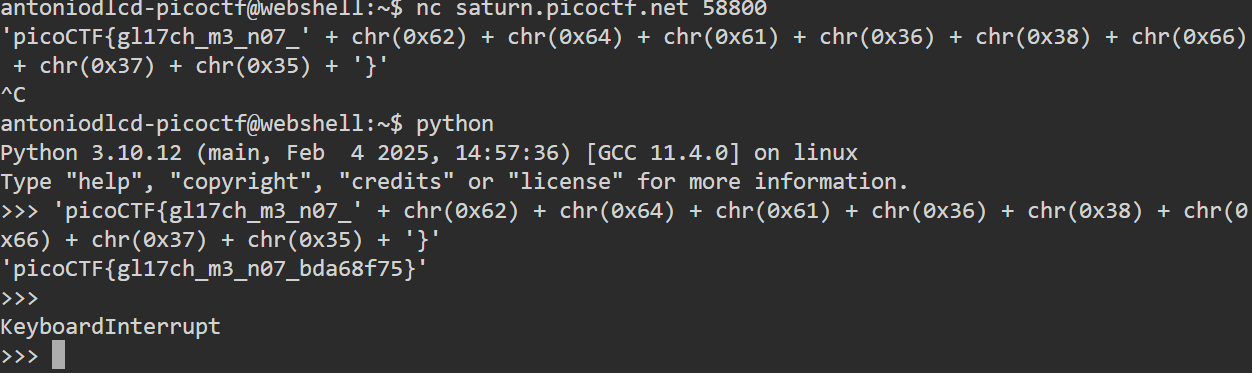 antoniodlcd-picoctf@webshell:~$ nc saturn.picoctf.net 58800
'picoCTF{gl17ch_m3_n07_' + chr(0x62) + chr(0x64) + chr(0x61) + chr(0x36) + chr(0x38) + chr(0x66)
 + chr(0x37) + chr(0x35) + '}'
^C
antoniodlcd-picoctf@webshell:~$ python
Python 3.10.12 (main, Feb  4 2025, 14:57:36) [GCC 11.4.0] on linux
Type "help", "copyright", "credits" or "license" for more information.
>>> 'picoCTF{gl17ch_m3_n07_' + chr(0x62) + chr(0x64) + chr(0x61) + chr(0x36) + chr(0x38) + chr(0
x66) + chr(0x37) + chr(0x35) + '}'
'picoCTF{gl17ch_m3_n07_bda68f75}'
>>>
KeyboardInterrupt
>>>